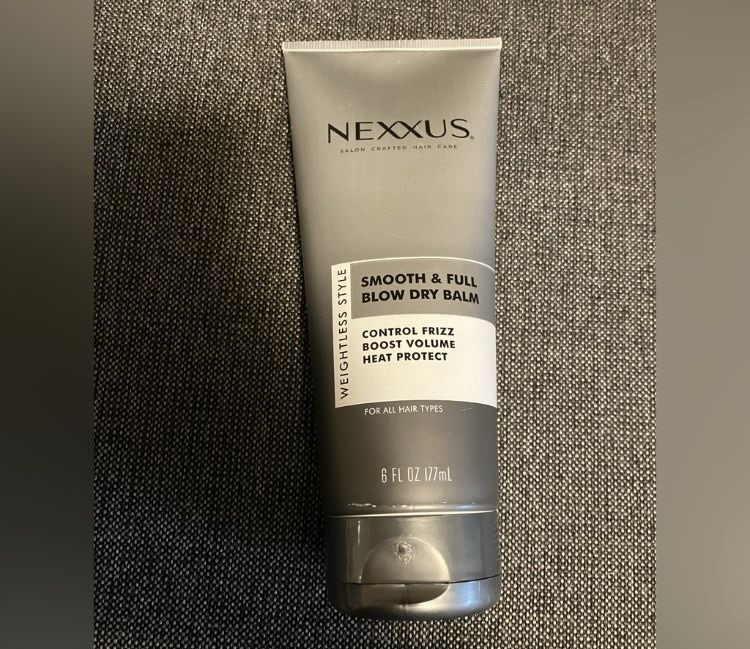 NEXXUS®
SALON CRAFTED HAIR CARE
WEIGHTLESS STYLE
SMOOTH & FULL
BLOW DRY BALM
CONTROL FRIZZ
BOOST VOLUME
HEAT PROTECT
FOR ALL HAIR TYPES
6 FL OZ 177mL